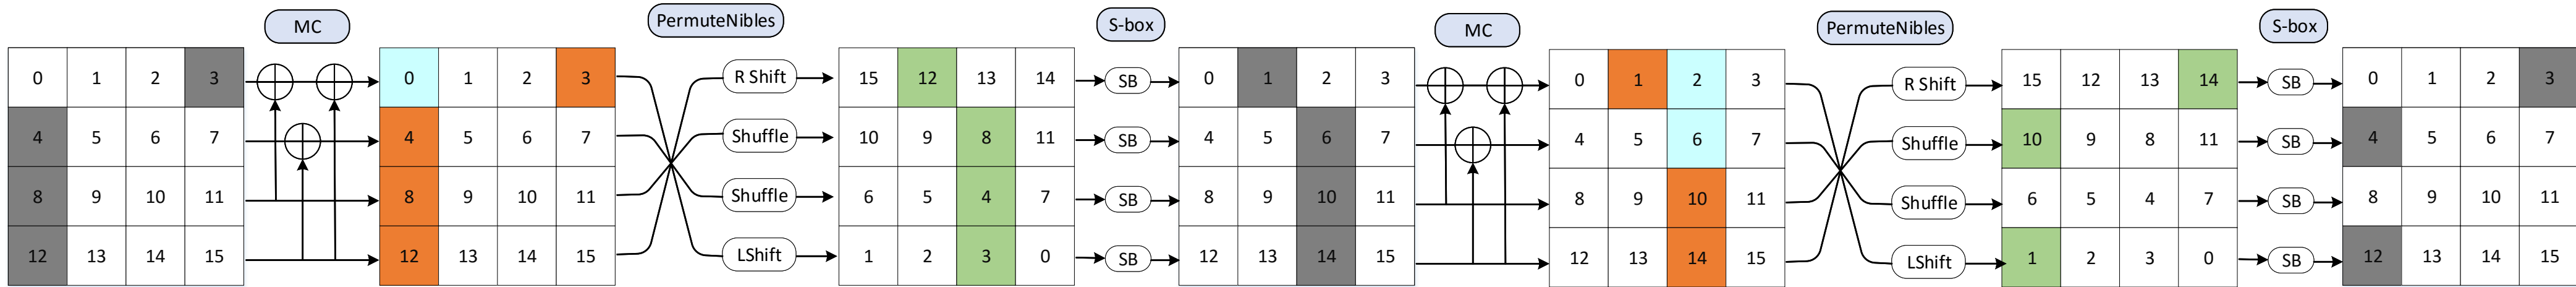 MC PermuteNibles S-box MC PermuteNibles S-box
0 1 2 3 0 1 2 3 R Shift 15 12 13 14 SB 0 1 2 3 0 1 2 3 R Shift 15 12 13 14 SB 0 1 2 3
4 5 6 7 4 5 6 7 Shuffle 10 9 8 11 SB 4 5 6 7 4 5 6 7 Shuffle 10 9 8 11 SB 4 5 6 7
8 9 10 11 8 9 10 11 Shuffle 6 5 4 7 SB 8 9 10 11 8 9 10 11 Shuffle 6 5 4 7 SB 8 9 10 11
12 13 14 15 12 13 14 15 LShift 1 2 3 0 SB 12 13 14 15 12 13 14 15 LShift 1 2 3 0 SB 12 13 14 15